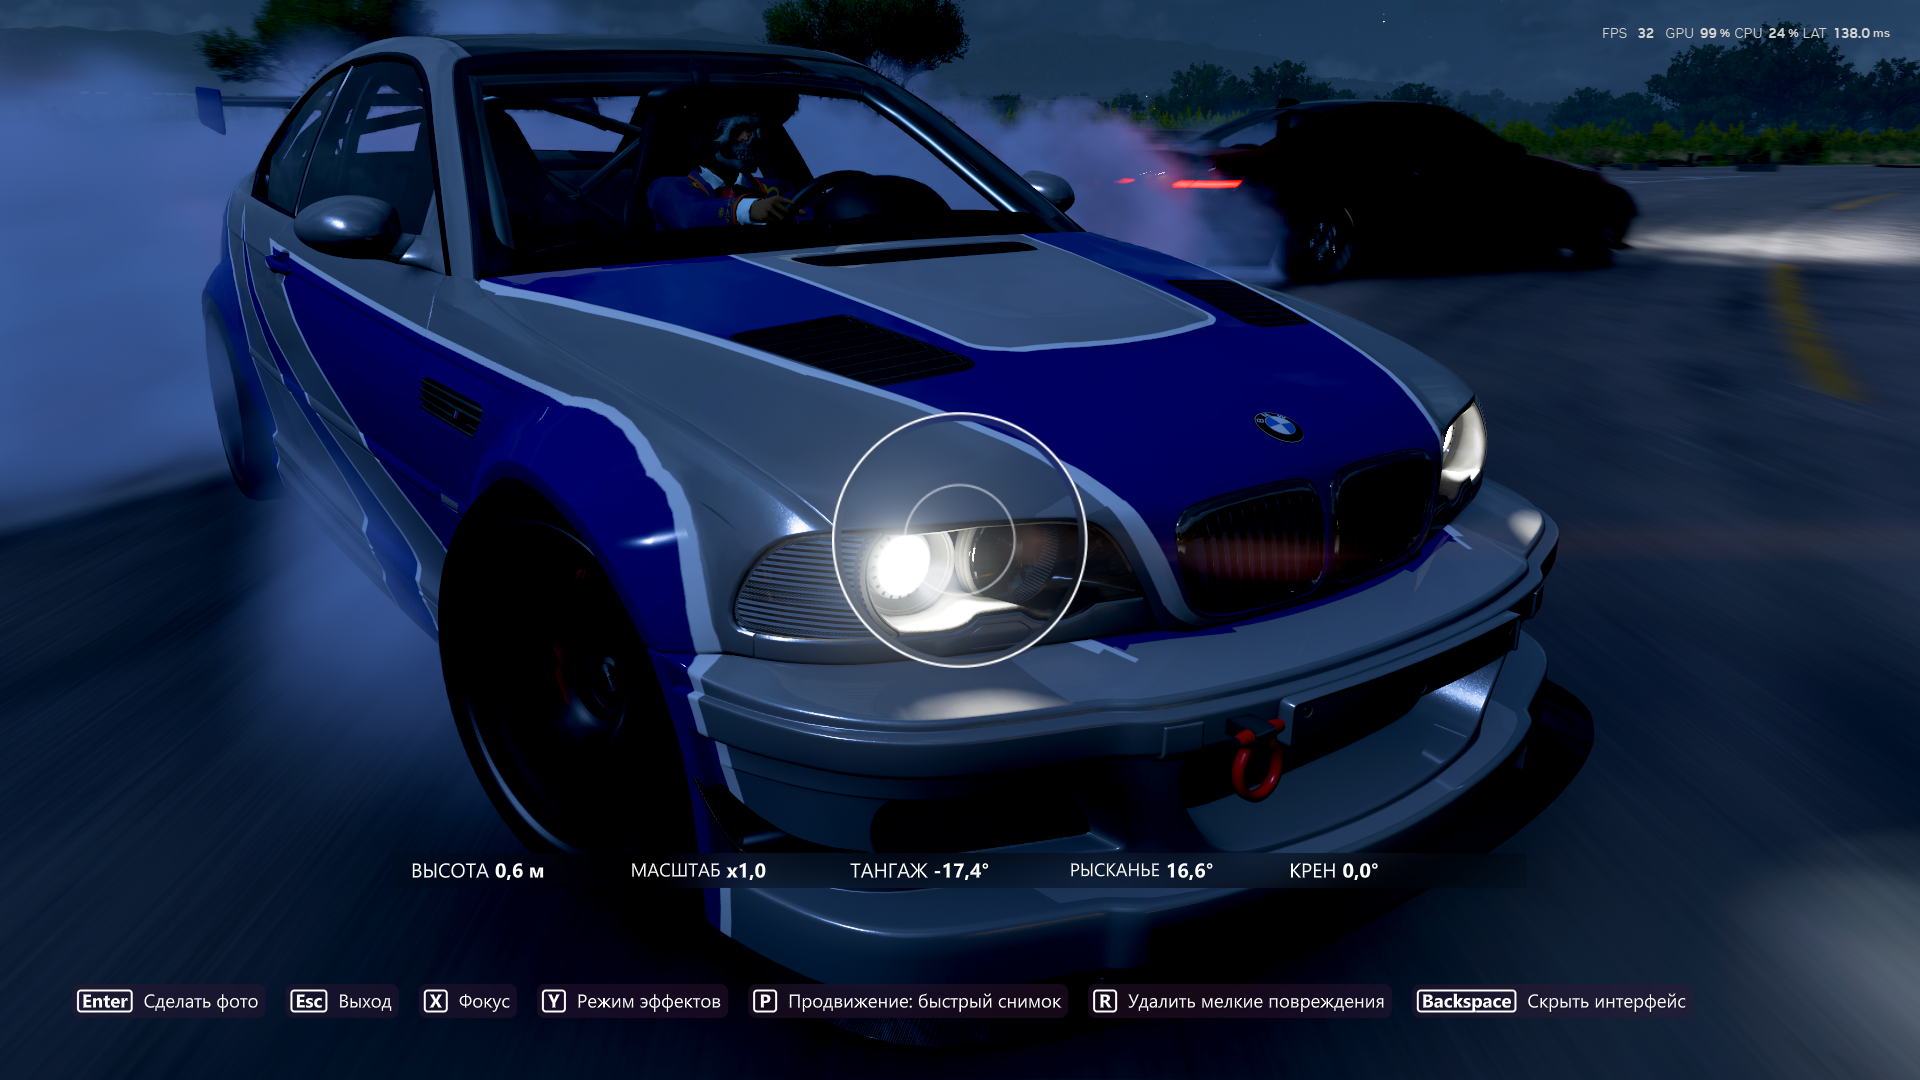 FPS 32 GPU 99 % CPU 24 % LAT 138.0 ms
ВЫСОТА 0,6 м МАСШТАБ x1,0 ТАНГАЖ -17,4° РЫСКАНЬЕ 16,6° КРЕН 0,0°
Enter Сделать фото Esc Выход X Фокус Y Режим эффектов P Продвижение: быстрый снимок R Удалить мелкие повреждения Backspace Скрыть интерфейс